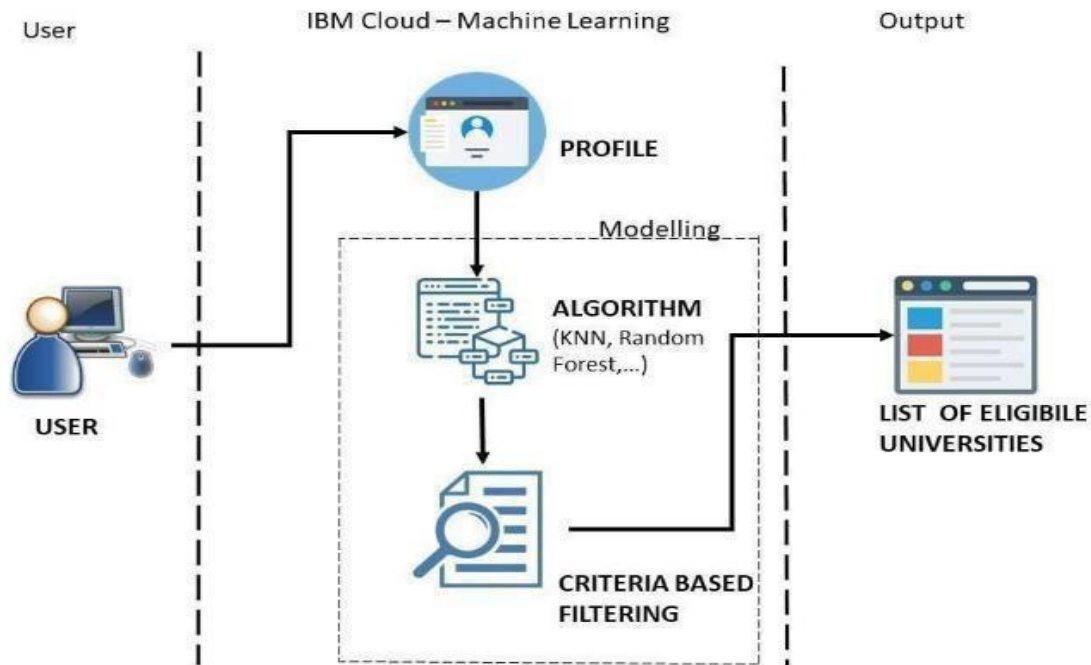 User
IBM Cloud – Machine Learning
Output
PROFILE
Modelling
ALGORITHM
(KNN, Random
Forest,...)
USER
LIST OF ELIGIBILE
UNIVERSITIES
CRITERIA BASED
FILTERING